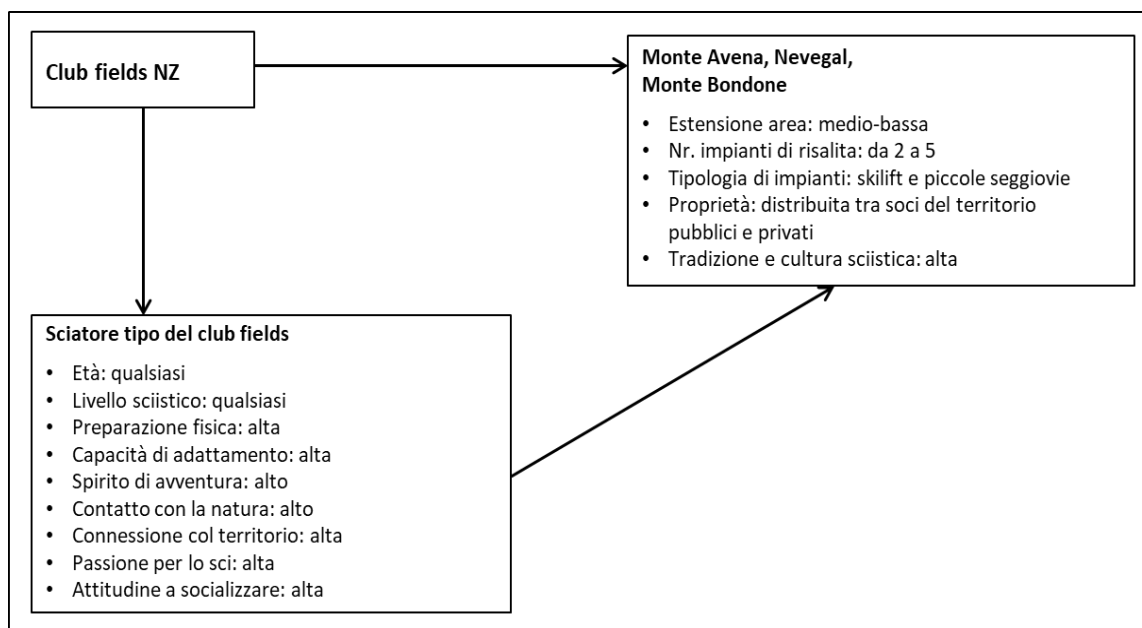 Club fields NZ
Monte Avena, Nevegal,
Monte Bondone
• Estensione area: medio-bassa
• Nr. impianti di risalita: da 2 a 5
• Tipologia di impianti: skilift e piccole seggiovie
• Proprietà: distribuita tra soci del territorio
pubblici e privati
• Tradizione e cultura sciistica: alta
Sciatore tipo del club fields
• Età: qualsiasi
• Livello sciistico: qualsiasi
• Preparazione fisica: alta
• Capacità di adattamento: alta
• Spirito di avventura: alto
• Contatto con la natura: alto
• Connessione col territorio: alta
• Passione per lo sci: alta
• Attitudine a socializzare: alta